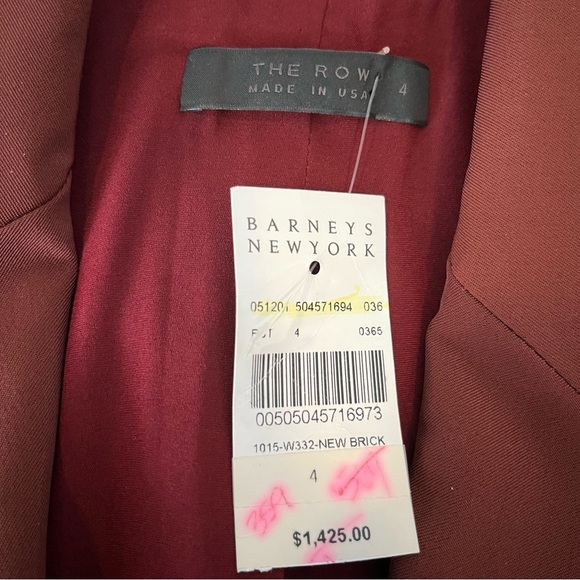 THE ROW 4
MADE IN USA
BARNEYS
NEWYORK
051201 504571694 036
4 0365
00505045716973
1015-W332-NEW BRICK
4
359
$1,425.00